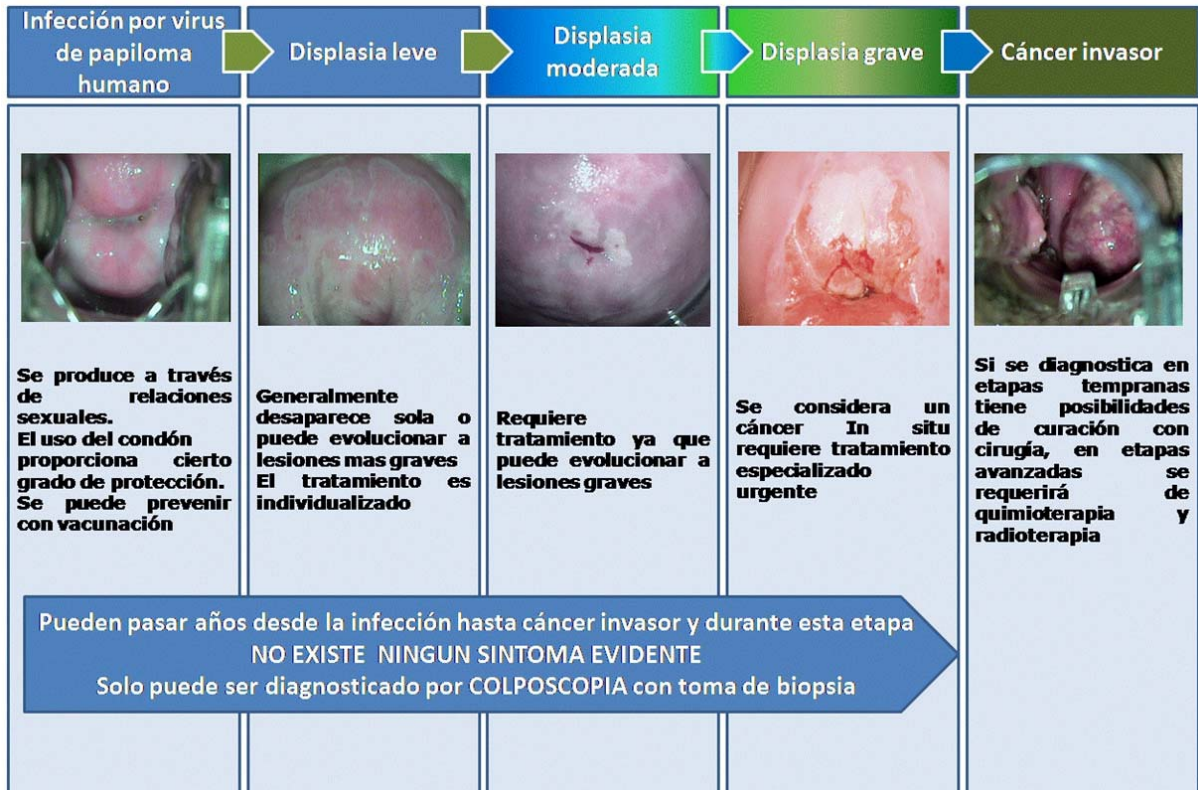 Infección por virus
de papiloma
humano
Displasia leve
Displasia
moderada
Displasia grave
Cáncer invasor
Se produce a través
de relaciones
sexuales.
El uso del condón
proporciona cierto
grado de protección.
Se puede prevenir
con vacunación
Generalmente
desaparece sola o
puede evolucionar a
lesiones mas graves
El tratamiento es
individualizado
Requiere
tratamiento ya que
puede evolucionar a
lesiones graves
Se considera un
cáncer In situ
requiere tratamiento
especializado
urgente
Si se diagnostica en
etapas tempranas
tiene posibilidades
de curación con
cirugía, en etapas
avanzadas se
requerirá de
quimioterapia y
radioterapia
Pueden pasar años desde la infección hasta cáncer invasor y durante esta etapa
NO EXISTE NINGUN SINTOMA EVIDENTE
Solo puede ser diagnosticado por COLPOSCOPIA con toma de biopsia